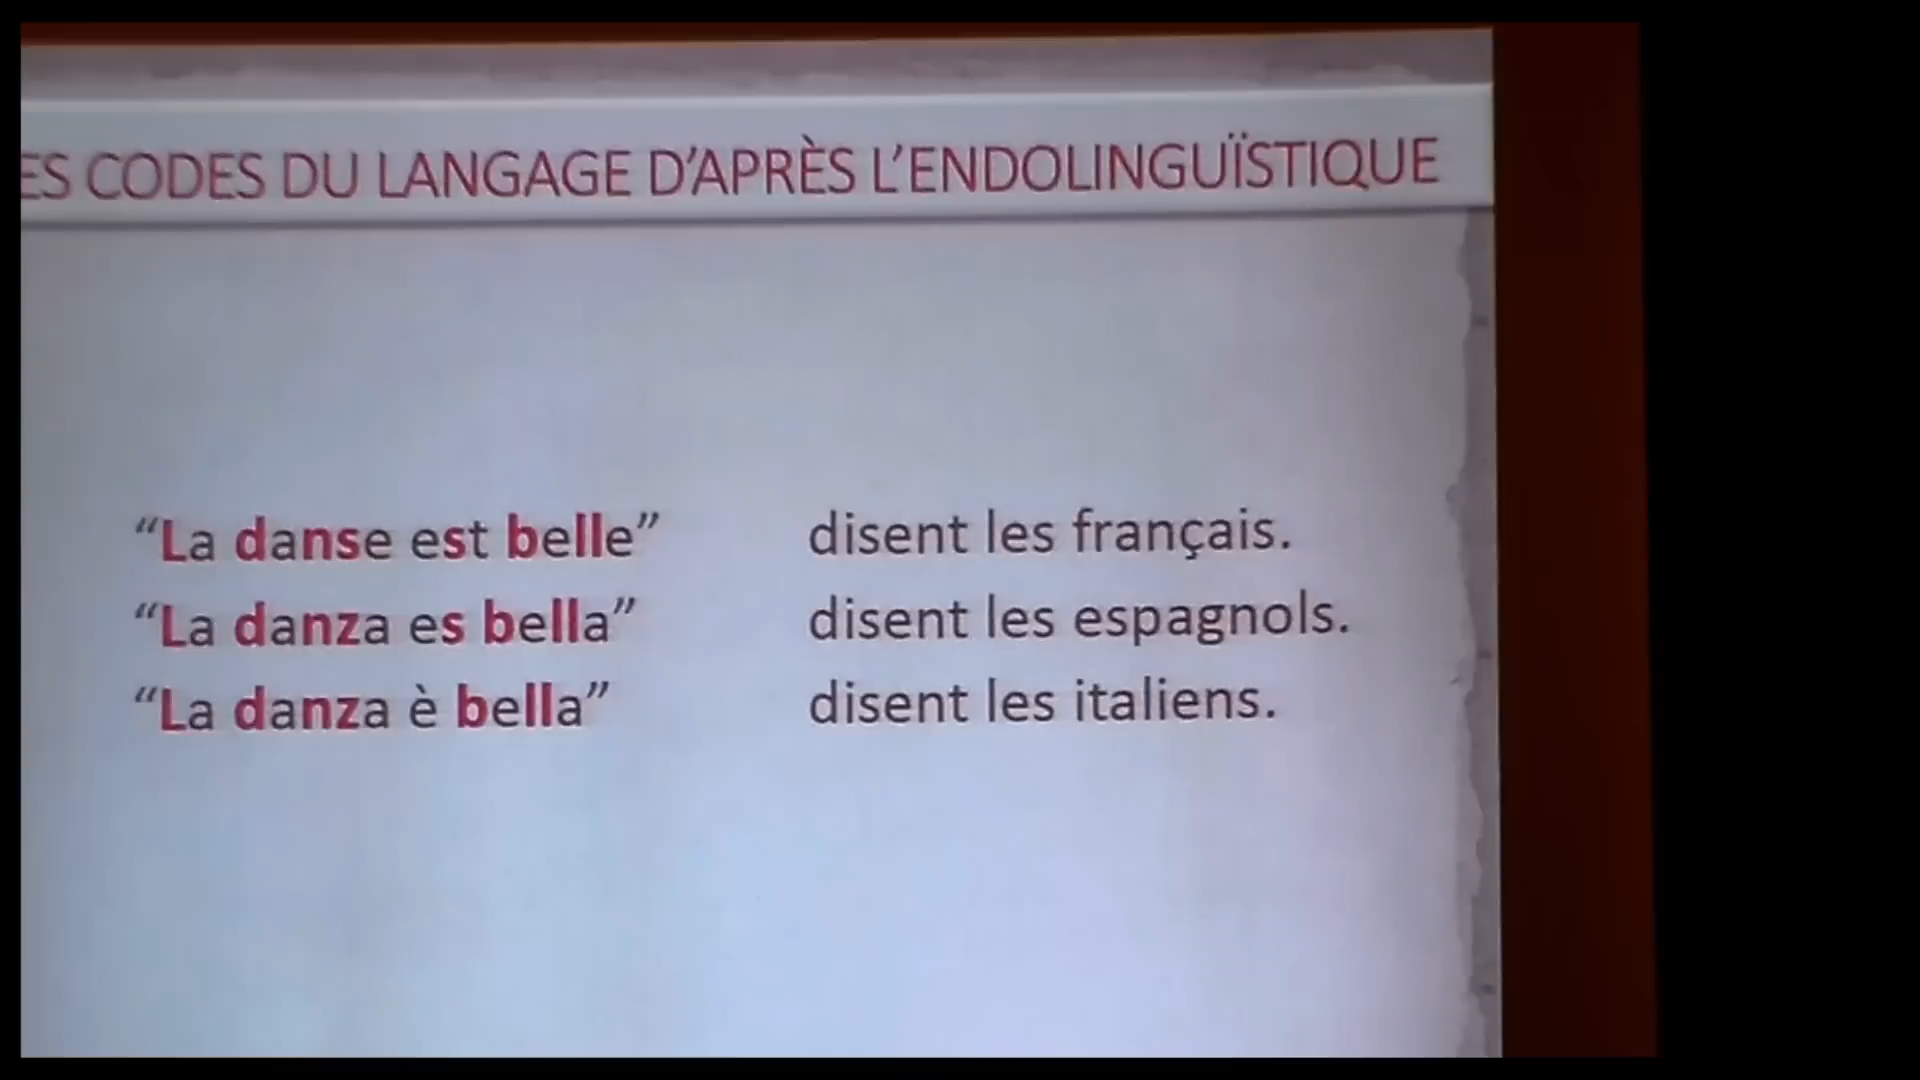 ES CODES DU LANGAGE D’APRÈS L’ENDOLINGUÏSTIQUE
“La danse est belle” disent les français.
“La danza es bella” disent les espagnols.
“La danza è bella” disent les italiens.